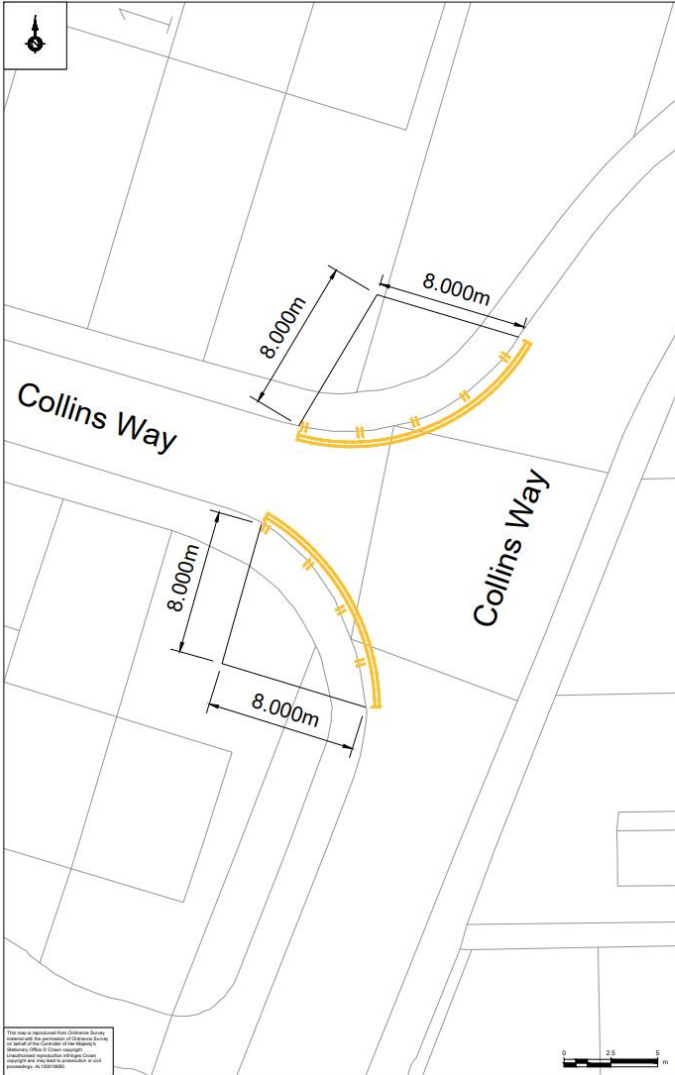 8.000m
8.000m
Collins Way
Collins Way
8.000m
8.000m
This map is reproduced from Ordnance Survey
material with the permission of Ordnance Survey
on behalf of the Controller of Her Majesty's
Stationery Office © Crown copyright.
Unauthorised reproduction infringes Crown
copyright and may lead to prosecution or civil
proceedings.
0 2.5 5
m